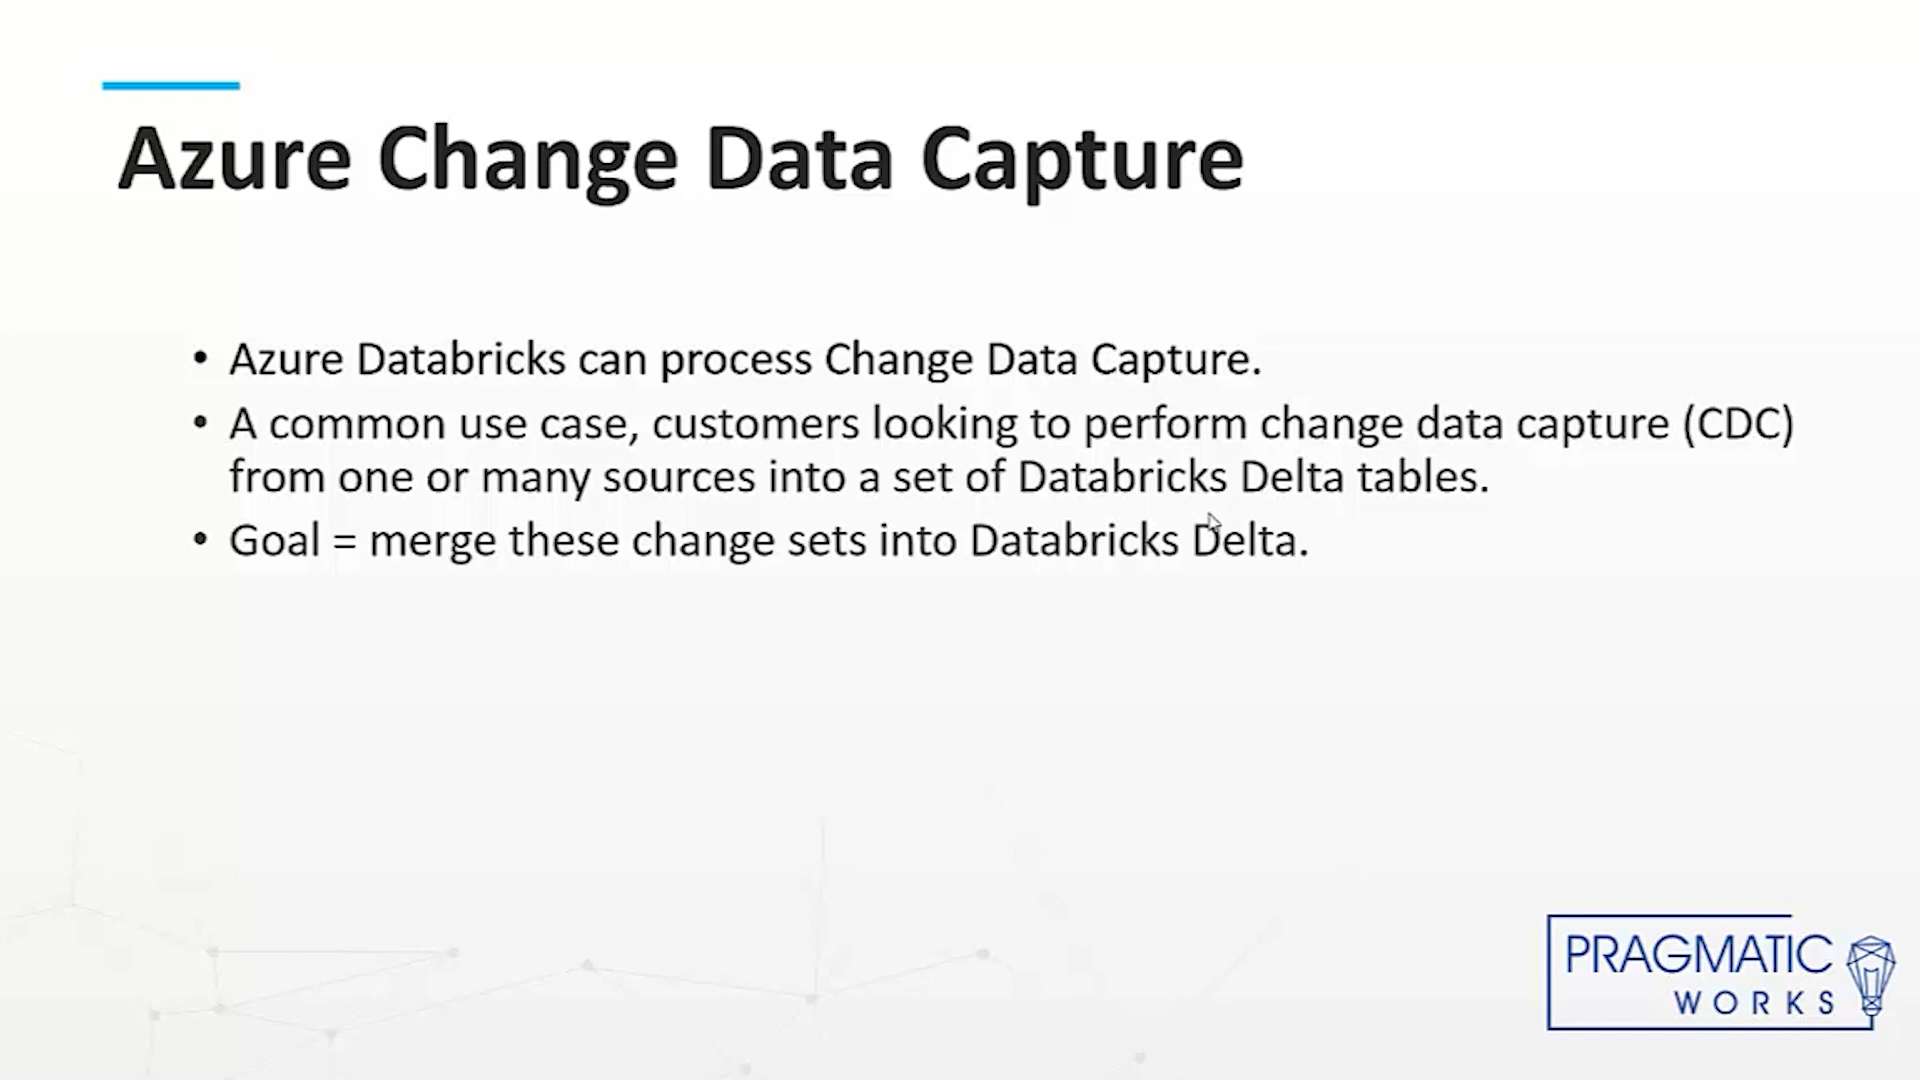 Azure Change Data Capture
• Azure Databricks can process Change Data Capture.
• A common use case, customers looking to perform change data capture (CDC)
from one or many sources into a set of Databricks Delta tables.
• Goal = merge these change sets into Databricks Delta.
PRAGMATIC
WORKS